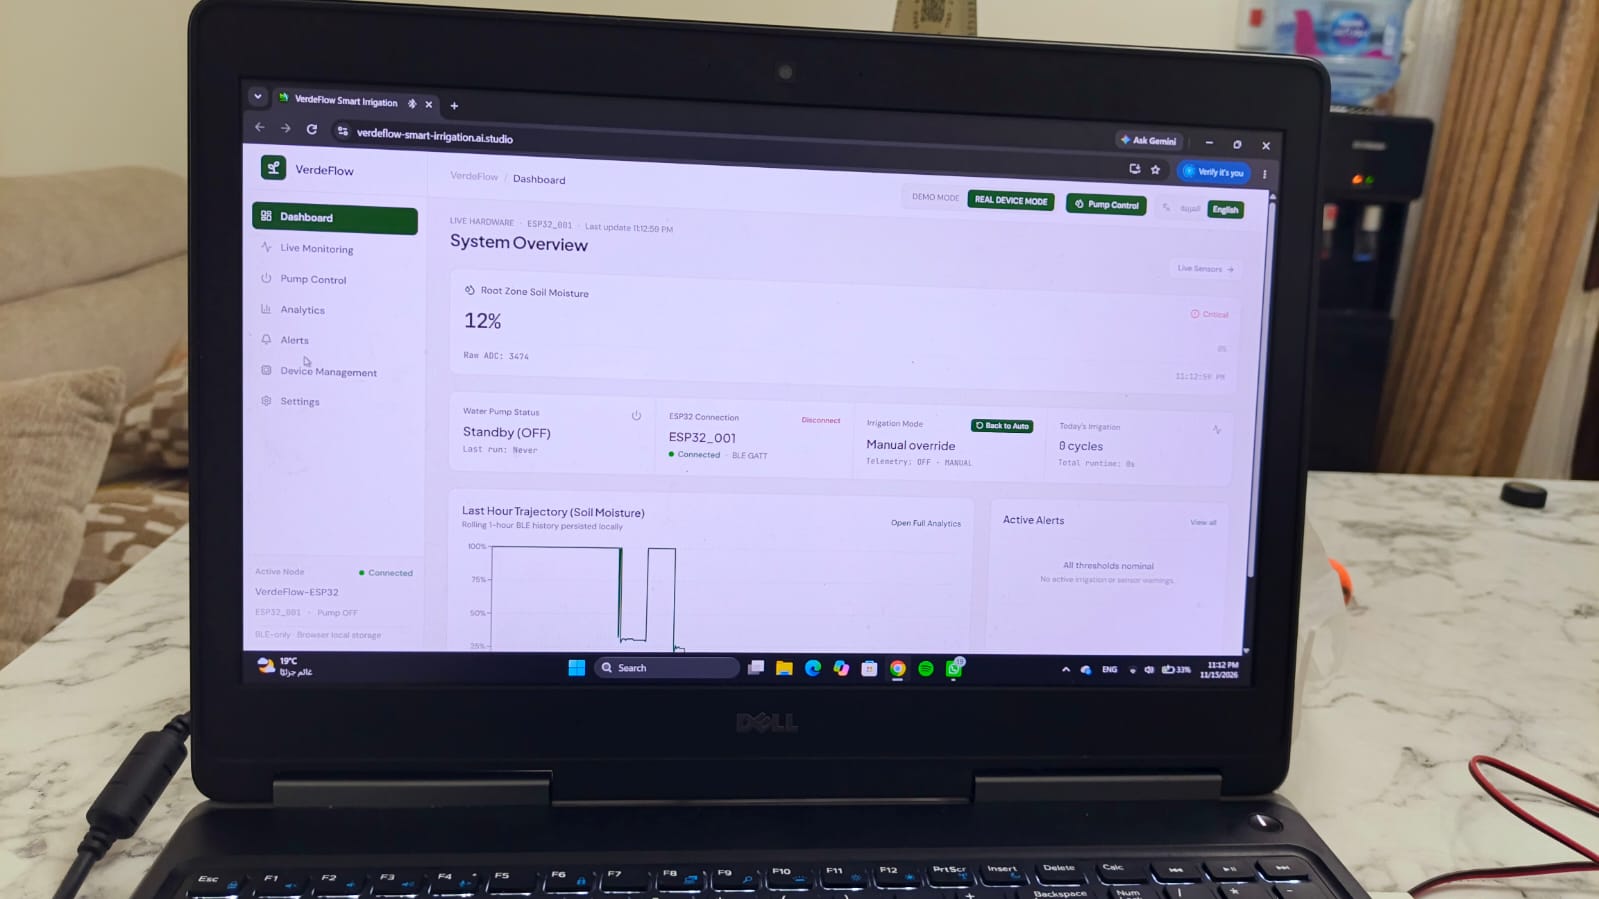 VerdeFlow Smart Irrigation
verdeflow-smart-irrigation.ai.studio
Ask Gemini
Verify it's you
VerdeFlow
VerdeFlow / Dashboard
DEMO MODE
REAL DEVICE MODE
Pump Control
العربية
English
Dashboard
Live Monitoring
Pump Control
Analytics
Alerts
Device Management
Settings
LIVE HARDWARE · ESP32_001 · Last update 11:12:59 PM
System Overview
Live Sensors →
Root Zone Soil Moisture
12%
Critical
Raw ADC: 3474
0%
11:12:59 PM
Water Pump Status
Standby (OFF)
Last run: Never
ESP32 Connection
Disconnect
ESP32_001
Connected · BLE GATT
Irrigation Mode
Back to Auto
Manual override
Telemetry: OFF · MANUAL
Today's Irrigation
0 cycles
Total runtime: 0s
Last Hour Trajectory (Soil Moisture)
Rolling 1-hour BLE history persisted locally
Open Full Analytics
100%
75%
50%
25%
Active Alerts
View all
All thresholds nominal
No active irrigation or sensor warnings.
Active Node
Connected
VerdeFlow-ESP32
ESP32_001 · Pump OFF
BLE-only · Browser local storage
19°C
غائم جزئيًا
Search
ENG
33%
11:12 PM
11/15/2026
DELL
Esc
F1
F2
F3
F4
F5
F6
F7
F8
F9
F10
F11
F12
PrtScr
Insert
Delete
Calc
Backspace
Num